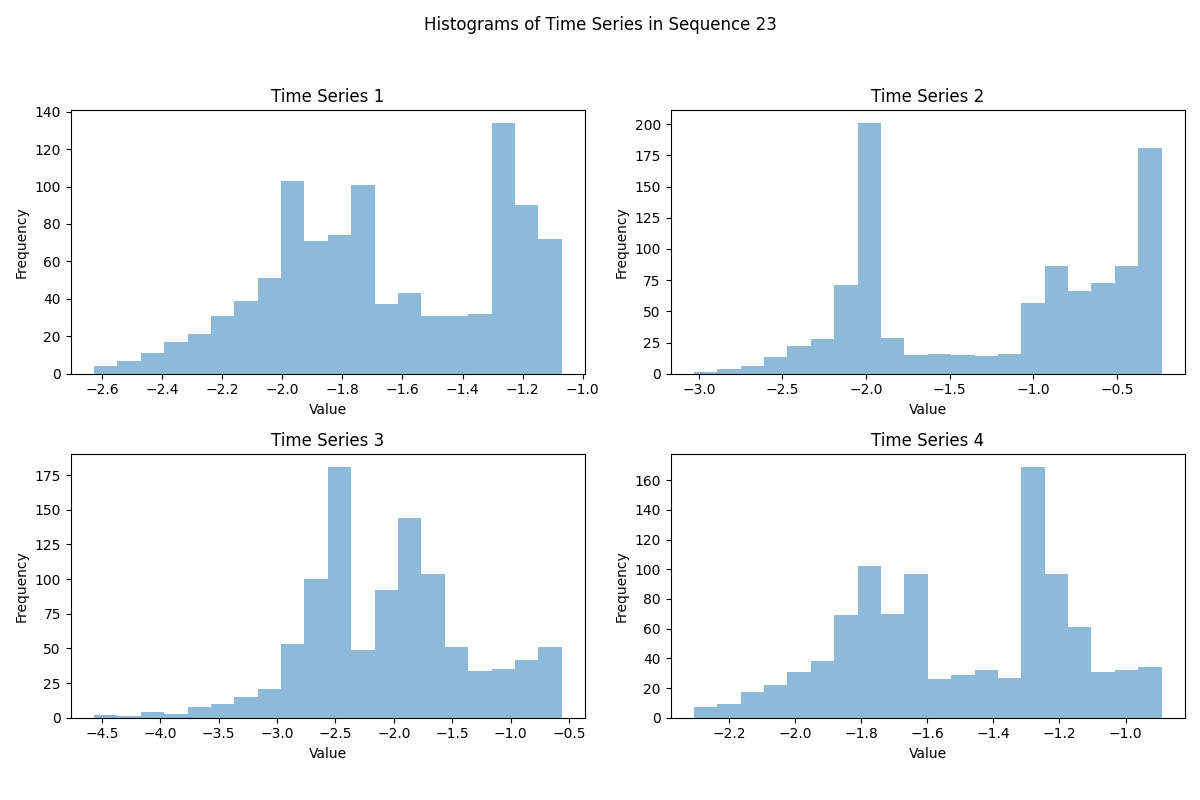 Histograms of Time Series in Sequence 23
Time Series 1
Frequency
140
120
100
80
60
40
20
0
−2.6 −2.4 −2.2 −2.0 −1.8 −1.6 −1.4 −1.2 −1.0
Value
Time Series 2
Frequency
200
175
150
125
100
75
50
25
0
−3.0 −2.5 −2.0 −1.5 −1.0 −0.5
Value
Time Series 3
Frequency
175
150
125
100
75
50
25
0
−4.5 −4.0 −3.5 −3.0 −2.5 −2.0 −1.5 −1.0 −0.5
Value
Time Series 4
Frequency
160
140
120
100
80
60
40
20
0
−2.2 −2.0 −1.8 −1.6 −1.4 −1.2 −1.0
Value